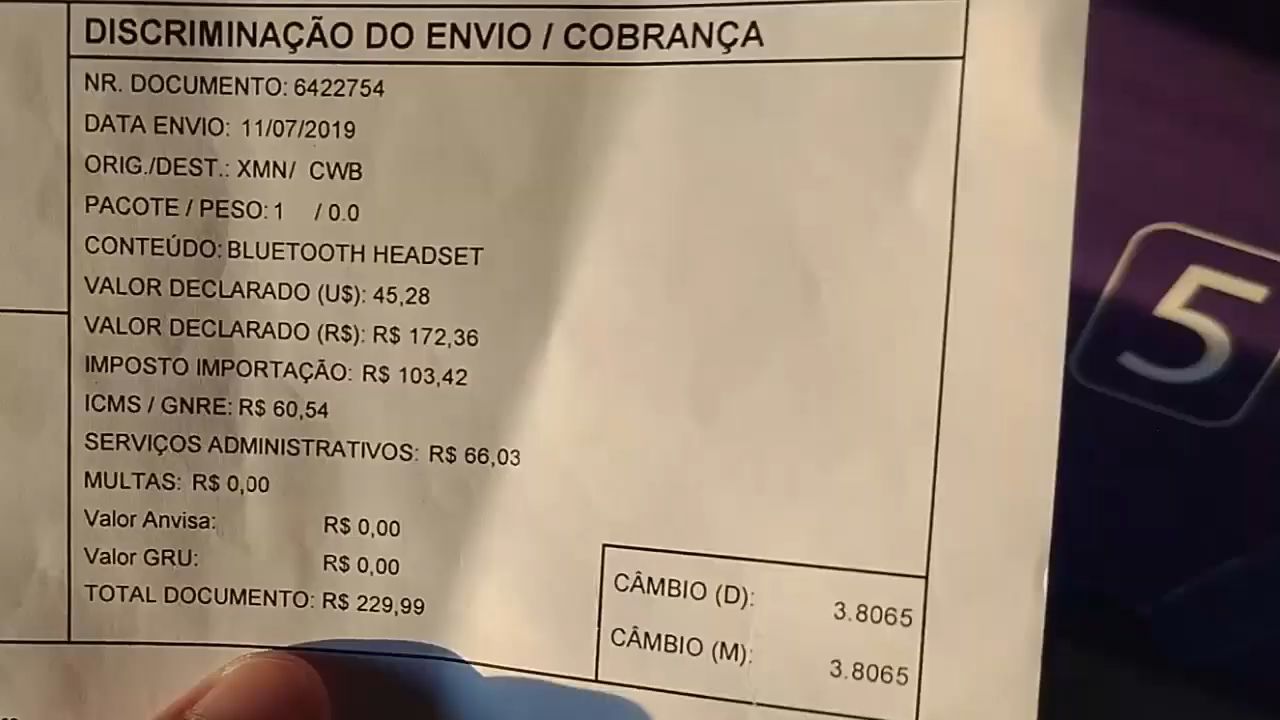 DISCRIMINAÇÃO DO ENVIO / COBRANÇA
NR. DOCUMENTO: 6422754
DATA ENVIO: 11/07/2019
ORIG./DEST.: XMN/ CWB
PACOTE / PESO: 1 / 0.0
CONTEÚDO: BLUETOOTH HEADSET
VALOR DECLARADO (U$): 45,28
VALOR DECLARADO (R$): R$ 172,36
IMPOSTO IMPORTAÇÃO: R$ 103,42
ICMS / GNRE: R$ 60,54
SERVIÇOS ADMINISTRATIVOS: R$ 66,03
MULTAS: R$ 0,00
Valor Anvisa: R$ 0,00
Valor GRU: R$ 0,00
TOTAL DOCUMENTO: R$ 229,99
CÂMBIO (D): 3.8065
CÂMBIO (M): 3.8065
5